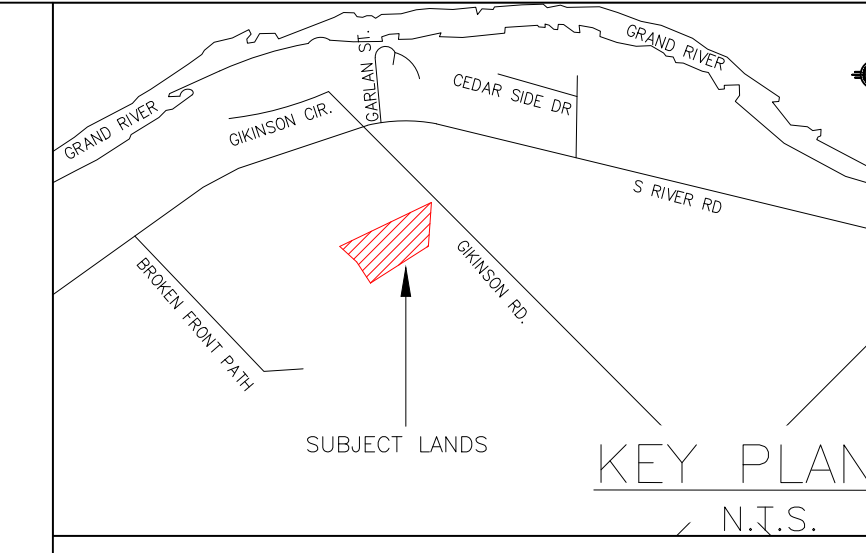 GRAND RIVER
GARLAN ST.
CEDAR SIDE DR
GRAND RIVER
GIKINSON CIR.
S RIVER RD
GIKINSON RD.
BROKEN FRONT PATH
SUBJECT LANDS
KEY PLAN
N.T.S.